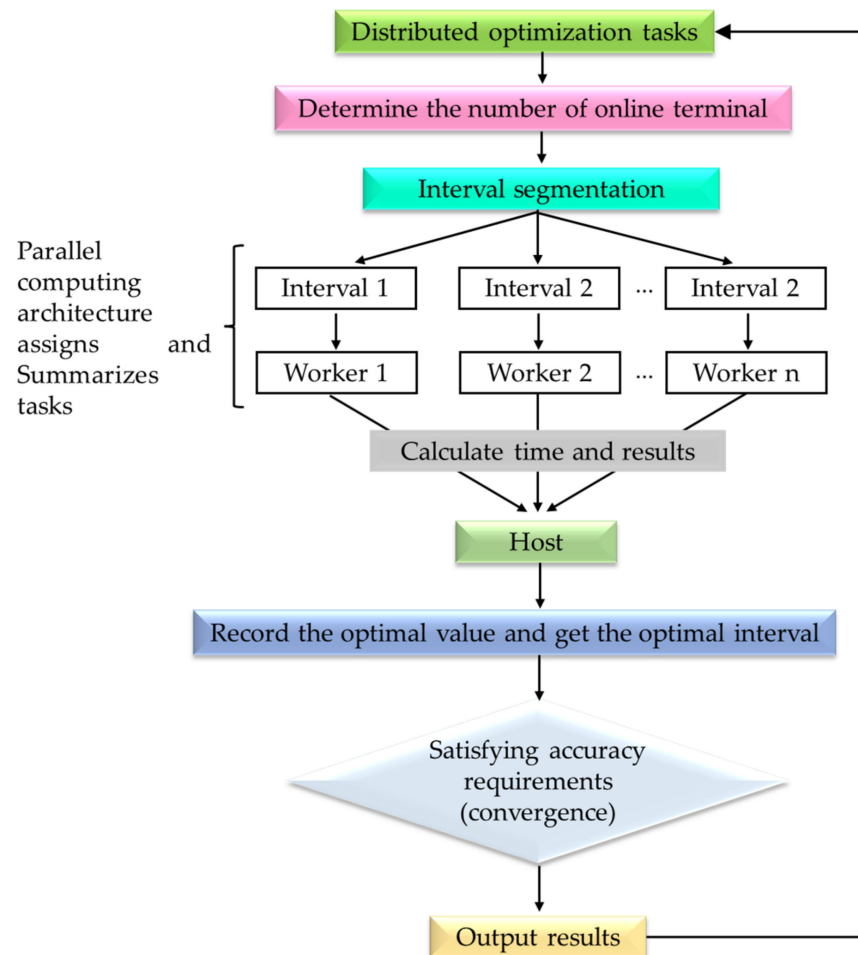 Distributed optimization tasks
Determine the number of online terminal
Interval segmentation
Parallel
computing
architecture
assigns and
Summarizes
tasks
Interval 1
Interval 2
...
Interval 2
Worker 1
Worker 2
...
Worker n
Calculate time and results
Host
Record the optimal value and get the optimal interval
Satisfying accuracy
requirements
(convergence)
Output results